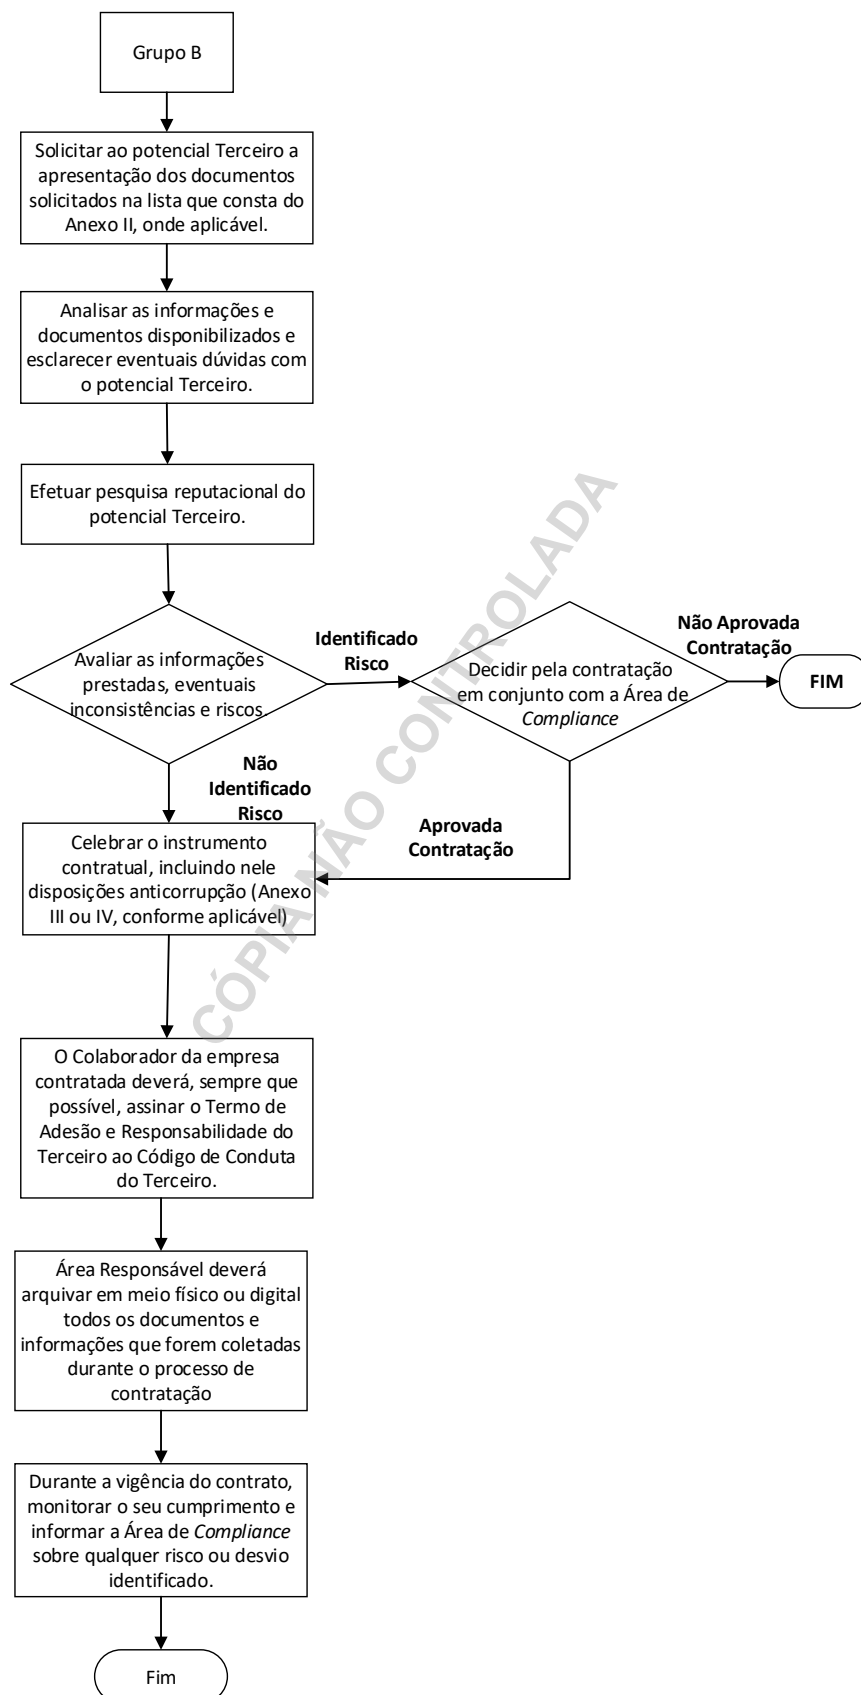 Grupo B
Solicitar ao potencial Terceiro a
apresentação dos documentos
solicitados na lista que consta do
Anexo II, onde aplicável.
Analisar as informações e
documentos disponibilizados e
esclarecer eventuais dúvidas com
o potencial Terceiro.
Efetuar pesquisa reputacional do
potencial Terceiro.
Avaliar as informações
prestadas, eventuais
inconsistências e riscos.
Identificado
Risco
Decidir pela contratação
em conjunto com a Área de
Compliance
Não Aprovada
Contratação
FIM
Não
Identificado
Risco
Aprovada
Contratação
Celebrar o instrumento
contratual, incluindo nele
disposições anticorrupção (Anexo
III ou IV, conforme aplicável)
O Colaborador da empresa
contratada deverá, sempre que
possível, assinar o Termo de
Adesão e Responsabilidade do
Terceiro ao Código de Conduta
do Terceiro.
Área Responsável deverá
arquivar em meio físico ou digital
todos os documentos e
informações que forem coletadas
durante o processo de
contratação
Durante a vigência do contrato,
monitorar o seu cumprimento e
informar a Área de Compliance
sobre qualquer risco ou desvio
identificado.
Fim
CÓPIA NÃO CONTROLADA